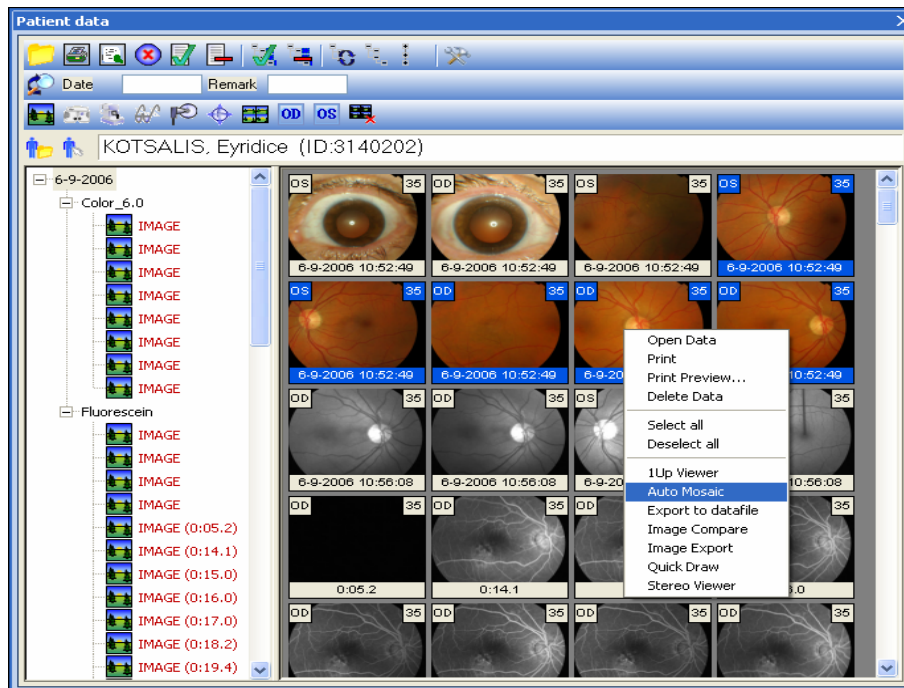 Patient data
Date Remark
OD OS
KOTSALIS, Eyridice (ID:3140202)
6-9-2006
Color_6.0
IMAGE
IMAGE
IMAGE
IMAGE
IMAGE
IMAGE
IMAGE
IMAGE
Fluorescein
IMAGE
IMAGE
IMAGE
IMAGE
IMAGE (0:05.2)
IMAGE (0:14.1)
IMAGE (0:15.0)
IMAGE (0:16.0)
IMAGE (0:17.0)
IMAGE (0:18.2)
IMAGE (0:19.4)
OS 35 OD 35 OS 35 OS 35
6-9-2006 10:52:49 6-9-2006 10:52:49 6-9-2006 10:52:49 6-9-2006 10:52:49
OS 35 OD 35 OD 35 OD 35
6-9-2006 10:52:49 6-9-2006 10:52:49 6-9-20 10:52:49
OD 35 OD 35 OS 35
6-9-2006 10:56:08 6-9-2006 10:56:08 6-9-20 10:56:08
OD 35 OD 35 OD 35
0:05.2 0:14.1 .0
OD 35 OD 35 OD 35 OD 35
Open Data
Print
Print Preview...
Delete Data
Select all
Deselect all
1Up Viewer
Auto Mosaic
Export to datafile
Image Compare
Image Export
Quick Draw
Stereo Viewer